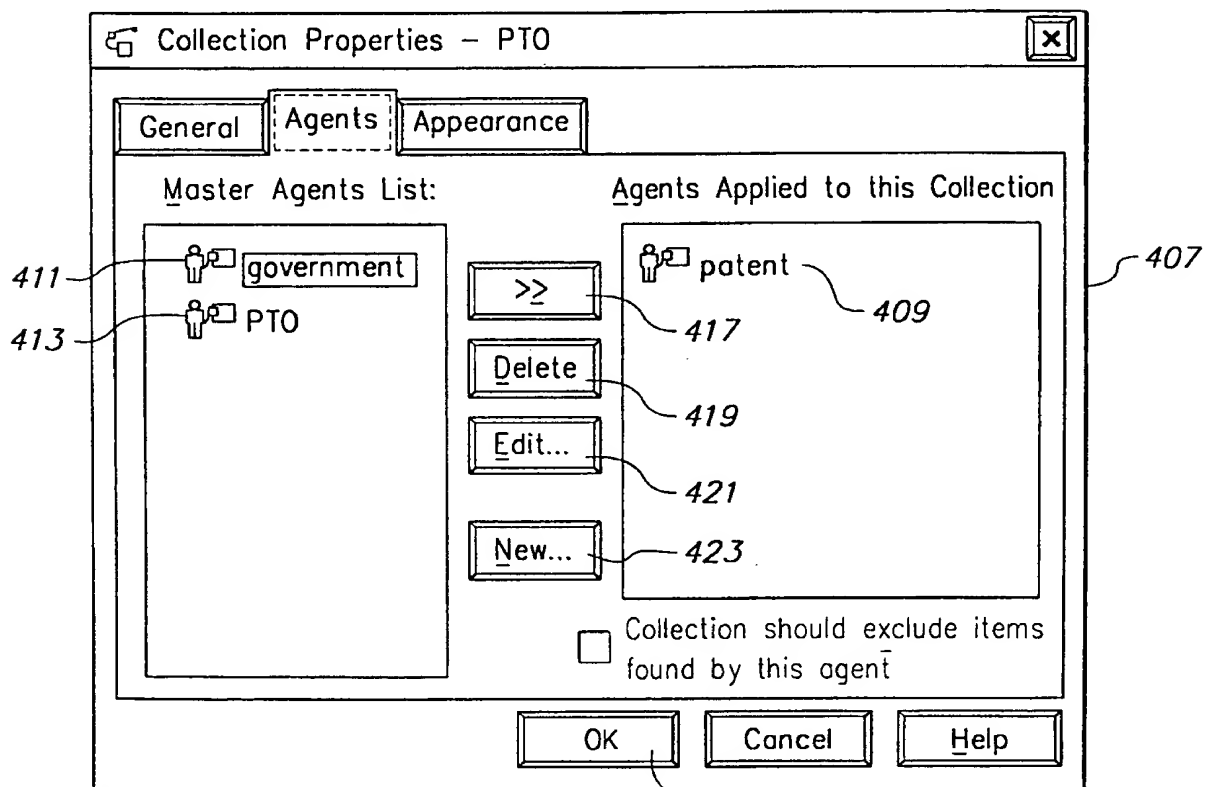 Collection Properties – PTO
General
Agents
Appearance
Master Agents List:
Agents Applied to this Collection
411
government
413
PTO
>>
417
Delete
419
Edit...
421
New...
423
patent
409
407
Collection should exclude items
found by this agent
OK
Cancel
Help